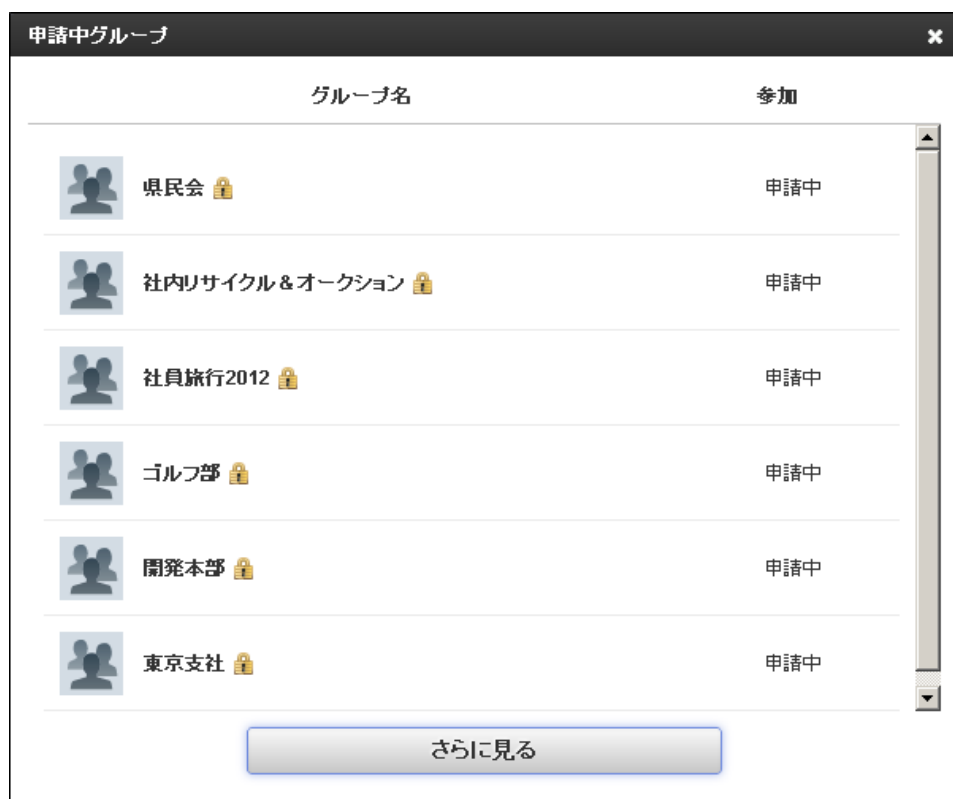 申請中グループ
グループ名 参加
県民会 申請中
社内リサイクル＆オークション 申請中
社員旅行2012 申請中
ゴルフ部 申請中
開発本部 申請中
東京支社 申請中
さらに見る